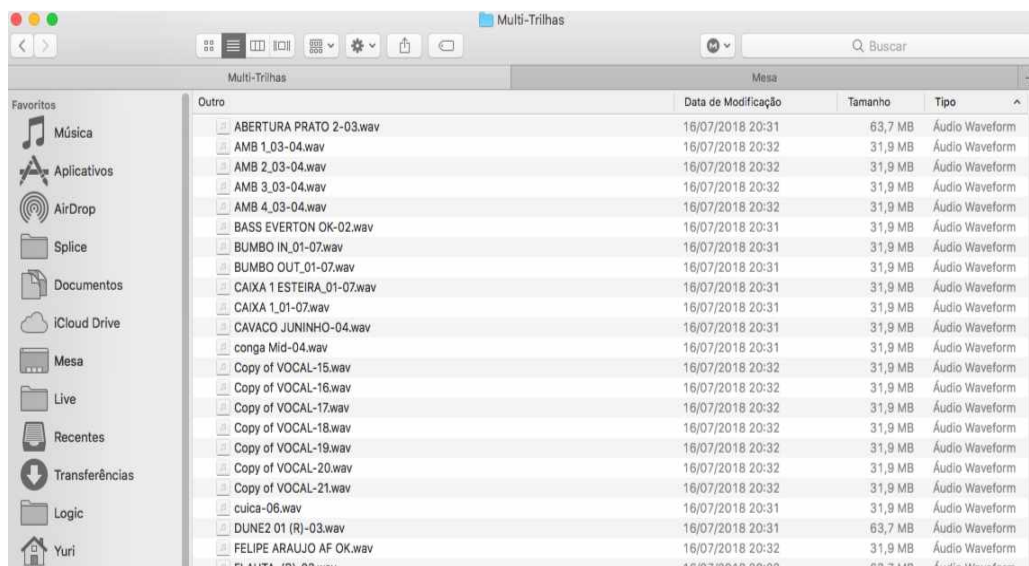 Multi-Trilhas
Buscar
Multi-Trilhas
Mesa
Favoritos
Música
Aplicativos
AirDrop
Splice
Documentos
iCloud Drive
Mesa
Live
Recentes
Transferências
Logic
Yuri
Outro Data de Modificação Tamanho Tipo
ABERTURA PRATO 2-03.wav 16/07/2018 20:31 63,7 MB Áudio Waveform
AMB 1_03-04.wav 16/07/2018 20:32 31,9 MB Áudio Waveform
AMB 2_03-04.wav 16/07/2018 20:32 31,9 MB Áudio Waveform
AMB 3_03-04.wav 16/07/2018 20:32 31,9 MB Áudio Waveform
AMB 4_03-04.wav 16/07/2018 20:32 31,9 MB Áudio Waveform
BASS EVERTON OK-02.wav 16/07/2018 20:31 31,9 MB Áudio Waveform
BUMBO IN_01-07.wav 16/07/2018 20:31 31,9 MB Áudio Waveform
BUMBO OUT_01-07.wav 16/07/2018 20:31 31,9 MB Áudio Waveform
CAIXA 1 ESTEIRA_01-07.wav 16/07/2018 20:31 31,9 MB Áudio Waveform
CAIXA 1_01-07.wav 16/07/2018 20:31 31,9 MB Áudio Waveform
CAVACO JUNINHO-04.wav 16/07/2018 20:31 31,9 MB Áudio Waveform
conga Mid-04.wav 16/07/2018 20:31 31,9 MB Áudio Waveform
Copy of VOCAL-15.wav 16/07/2018 20:32 31,9 MB Áudio Waveform
Copy of VOCAL-16.wav 16/07/2018 20:32 31,9 MB Áudio Waveform
Copy of VOCAL-17.wav 16/07/2018 20:32 31,9 MB Áudio Waveform
Copy of VOCAL-18.wav 16/07/2018 20:32 31,9 MB Áudio Waveform
Copy of VOCAL-19.wav 16/07/2018 20:32 31,9 MB Áudio Waveform
Copy of VOCAL-20.wav 16/07/2018 20:32 31,9 MB Áudio Waveform
Copy of VOCAL-21.wav 16/07/2018 20:32 31,9 MB Áudio Waveform
cuica-06.wav 16/07/2018 20:31 31,9 MB Áudio Waveform
DUNE2 01 (R)-03.wav 16/07/2018 20:31 63,7 MB Áudio Waveform
FELIPE ARAUJO AF OK.wav 16/07/2018 20:32 31,9 MB Áudio Waveform